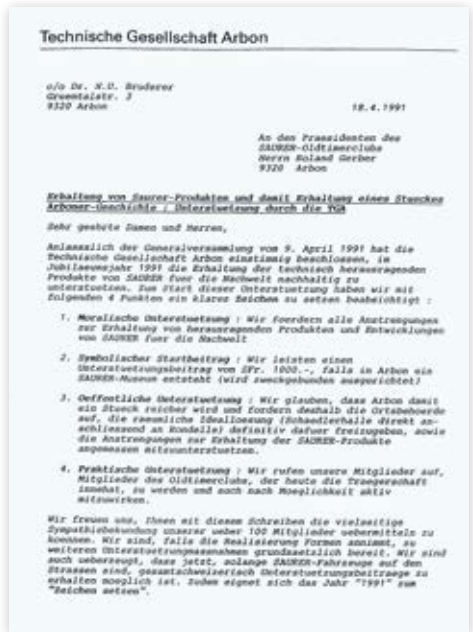 Technische Gesellschaft Arbon
c/o Dr. H.U. Bruderer
9320 Arbon
18.4.1991
An den Praesidenten des
SAURER-Oldtimerclubs
Herrn Roland Gerber
9320 Arbon
Erhaltung von Saurer-Produkten und damit Erhaltung eines Stueckes
Arboner-Geschichte : Unterstuetzung durch die TGA
Sehr geehrte Damen und Herren,
Anlaesslich der Generalversammlung vom 9. April 1991 hat die
Technische Gesellschaft Arbon einstimmig beschlossen, im
Jubilaeumsjahr 1991 die Erhaltung der technisch herausragenden
Produkte von SAURER fuer die Nachwelt nachhaltig zu
unterstuetzen. Zum Start dieser Unterstuetzung haben wir mit
folgenden 4 Punkten ein klares Zeichen zu setzen beabsichtigt :
1. Moralische Unterstuetzung : Wir foerdern alle Anstrengungen
zur Erhaltung von herausragenden Produkten und Entwicklungen
von SAURER fuer die Nachwelt
2. Symbolischer Startbeitrag : Wir leisten einen
Unterstuetzungsbeitrag von SFr. 1000.-, falls in Arbon ein
SAURER-Museum entsteht (wird zweckgebunden ausgerichtet)
3. Oeffentliche Unterstuetzung : Wir glauben, dass Arbon damit
ein Stueck reicher wird und fordern deshalb die Ortsbehoerde
auf, die raeumliche Ideallösung (Schaedlerhalle direkt an-
schliessend an Rondelle) definitiv dafuer freizugeben, sowie
die Anstrengungen zur Erhaltung der SAURER-Produkte
angemessen mitzuunterstuetzen.
4. Praktische Unterstuetzung : Wir rufen unsere Mitglieder auf,
Mitglieder des Oldtimerclubs, der heute die Traegerschaft
innehat, zu werden und auch nach Moeglichkeit aktiv
mitzuwirken.
Wir freuen uns, Ihnen mit diesem Schreiben die vielseitige
Sympathiebekundung unserer ueber 100 Mitglieder uebermitteln zu
koennen. Wir sind, falls die Realisierung Formen annimmt, zu
weiteren Unterstuetzungsmassnahmen grundsaetzlich bereit. Wir sind
auch ueberzeugt, dass jetzt, solange SAURER-Fahrzeuge auf den
Strassen sind, gesamtschweizerisch Unterstuetzungsbeitraege zu
erhalten moeglich ist. Zudem eignet sich das Jahr "1991" zum
"Zeichen setzen".